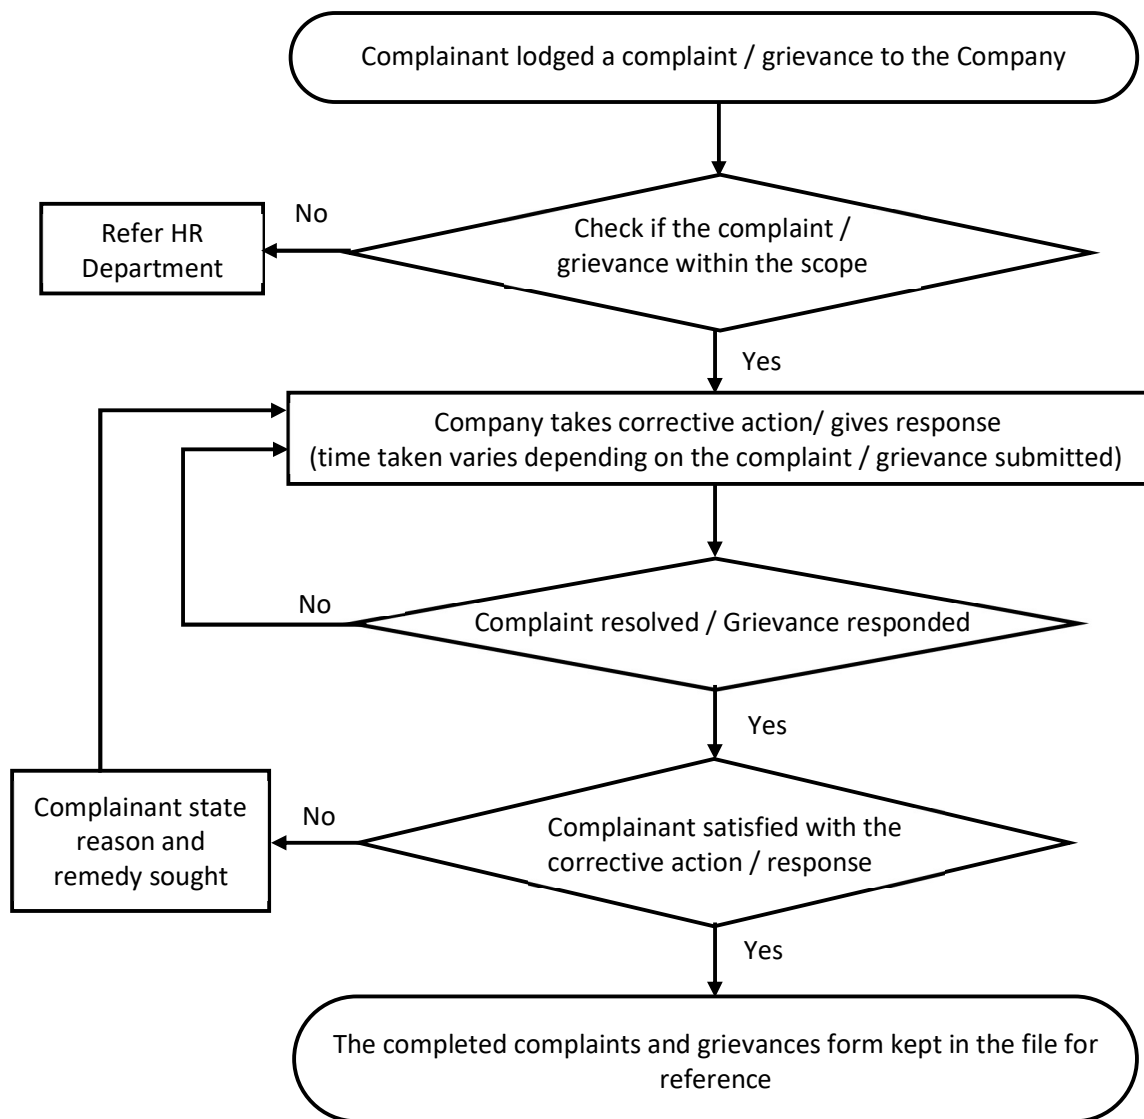 Complainant lodged a complaint / grievance to the Company
No
Refer HR
Department
Check if the complaint /
grievance within the scope
Yes
Company takes corrective action/ gives response
(time taken varies depending on the complaint / grievance submitted)
No
Complaint resolved / Grievance responded
Yes
Complainant state
reason and
remedy sought
No
Complainant satisfied with the
corrective action / response
Yes
The completed complaints and grievances form kept in the file for
reference